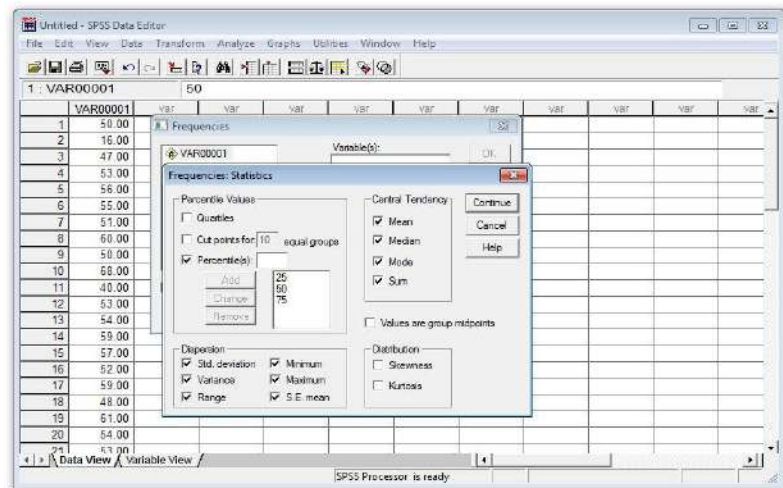 Untitled - SPSS Data Editor
File Edit View Data Transform Analyze Graphs Utilities Window Help
1 : VAR00001 50
VAR00001 var var var var var var var var var var
1 50.00
2 16.00
3 47.00
4 53.00
5 56.00
6 55.00
7 51.00
8 60.00
9 50.00
10 68.00
11 40.00
12 53.00
13 54.00
14 59.00
15 57.00
16 52.00
17 59.00
18 48.00
19 61.00
20 54.00
21 53.00
Frequencies
VAR00001
Variable(s):
OK
Frequencies: Statistics
Percentile Values
Quartiles
Cut points for 10 equal groups
Percentile(s):
Add
Change
Remove
25
50
75
Central Tendency
Mean
Median
Mode
Sum
Continue
Cancel
Help
Values are group midpoints
Dispersion
Std. deviation Minimum
Variance Maximum
Range S.E. mean
Distribution
Skewness
Kurtosis
Data View Variable View
SPSS Processor is ready